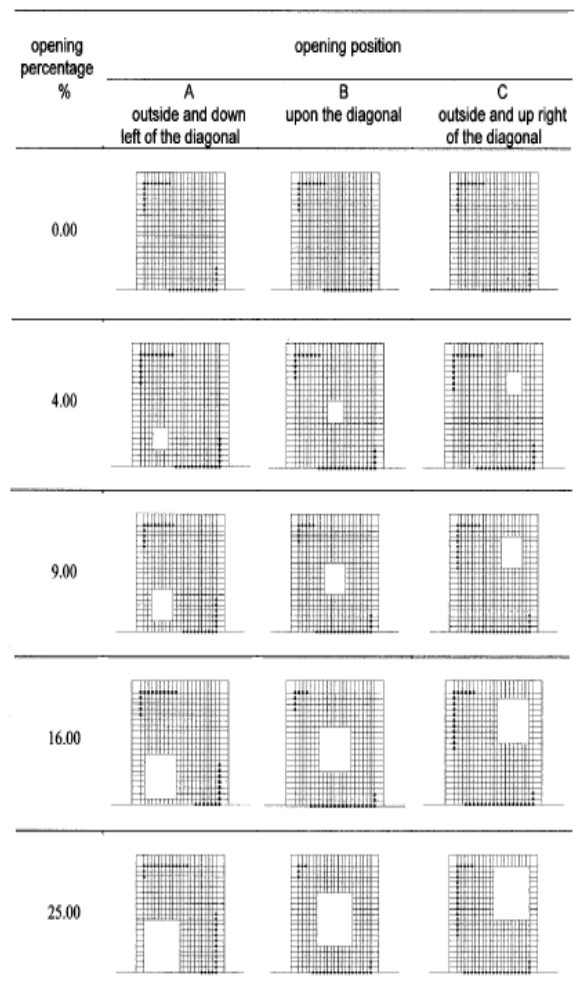 opening percentage %
opening position
A
outside and down left of the diagonal
B
upon the diagonal
C
outside and up right of the diagonal
0.00
4.00
9.00
16.00
25.00